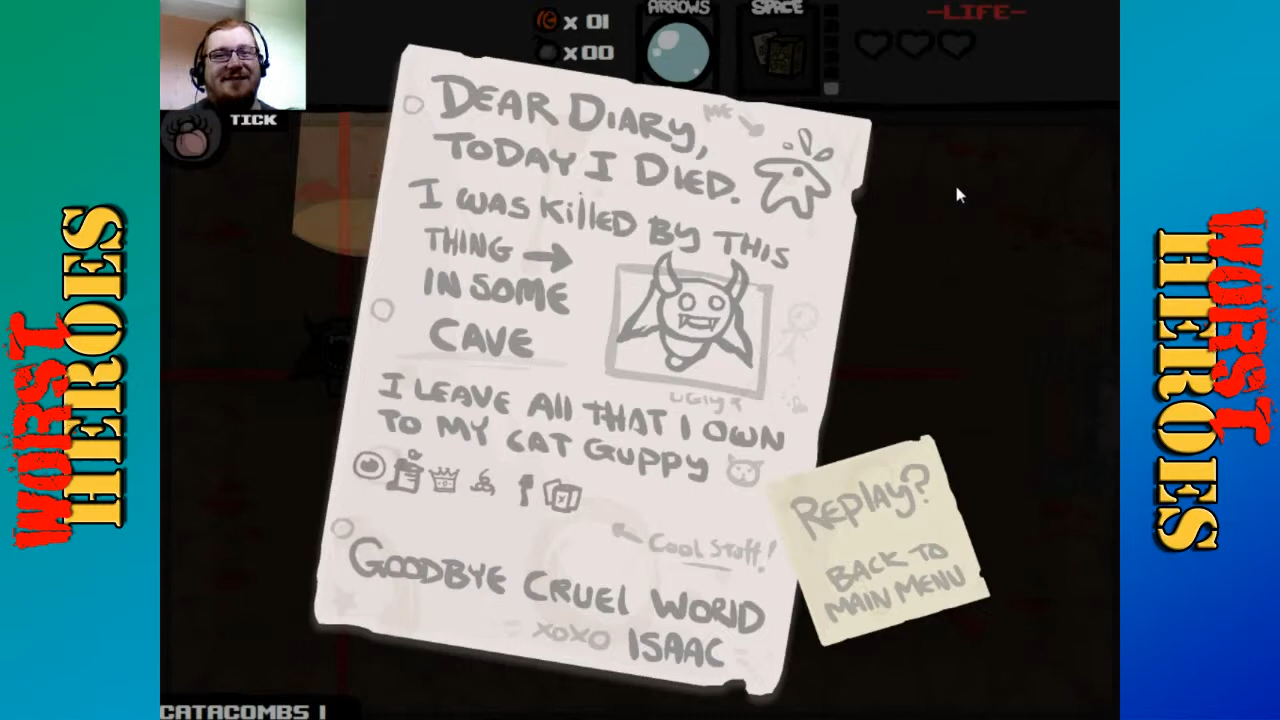 WORST
HEROES
TICK
x 01
x00
ARROWS
SPACE
-LIFE-
ME
DEAR DIARY,
TODAY I DIED.
I WAS KillED BY THIS
THING →
IN SOME
CAVE
UGLY
I LEAVE All THAT I OWN
TO MY CAT GUPPY
Cool Stuff!
GOODBYE CRUEl WORlD
XOXO ISAAC
REPlAY?
BACK TO
MAIN MENU
CATACOMBS I
WORST
HEROES